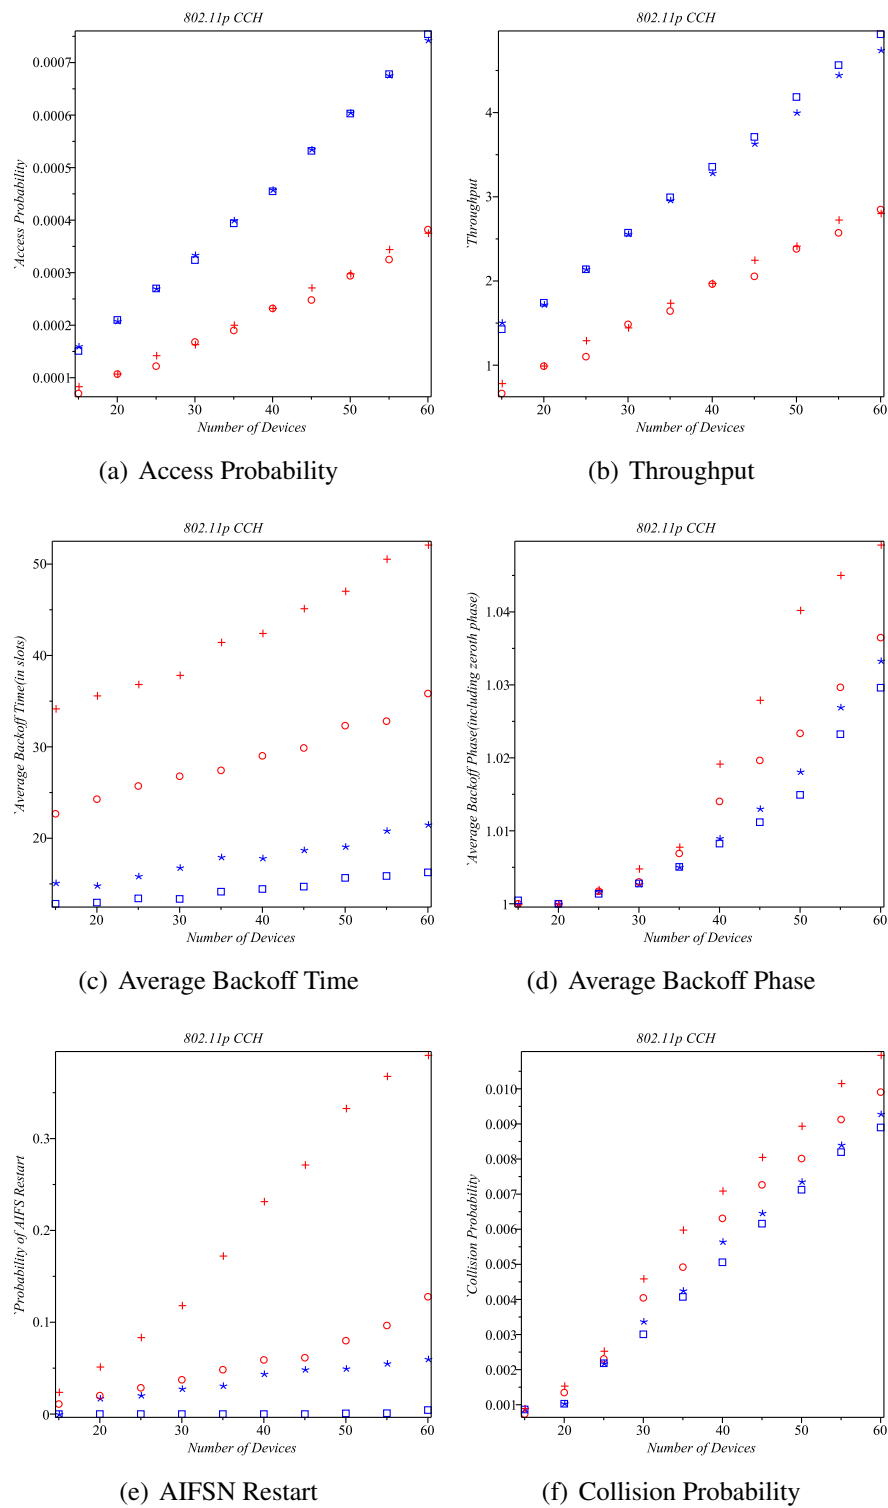 802.11p CCH
`Access Probability
0.0007
0.0006
0.0005
0.0004
0.0003
0.0002
0.0001
20 30 40 50 60
Number of Devices
(a) Access Probability
802.11p CCH
`Throughput
4
3
2
1
20 30 40 50 60
Number of Devices
(b) Throughput
802.11p CCH
`Average Backoff Time(in slots)
50
40
30
20
20 30 40 50 60
Number of Devices
(c) Average Backoff Time
802.11p CCH
`Average Backoff Phase(including zeroth phase)
1.04
1.03
1.02
1.01
1
20 30 40 50 60
Number of Devices
(d) Average Backoff Phase
802.11p CCH
`Probability of AIFS Restart
0.3
0.2
0.1
0
20 30 40 50 60
Number of Devices
(e) AIFSN Restart
802.11p CCH
`Collision Probability
0.010
0.009
0.008
0.007
0.006
0.005
0.004
0.003
0.002
0.001
20 30 40 50 60
Number of Devices
(f) Collision Probability